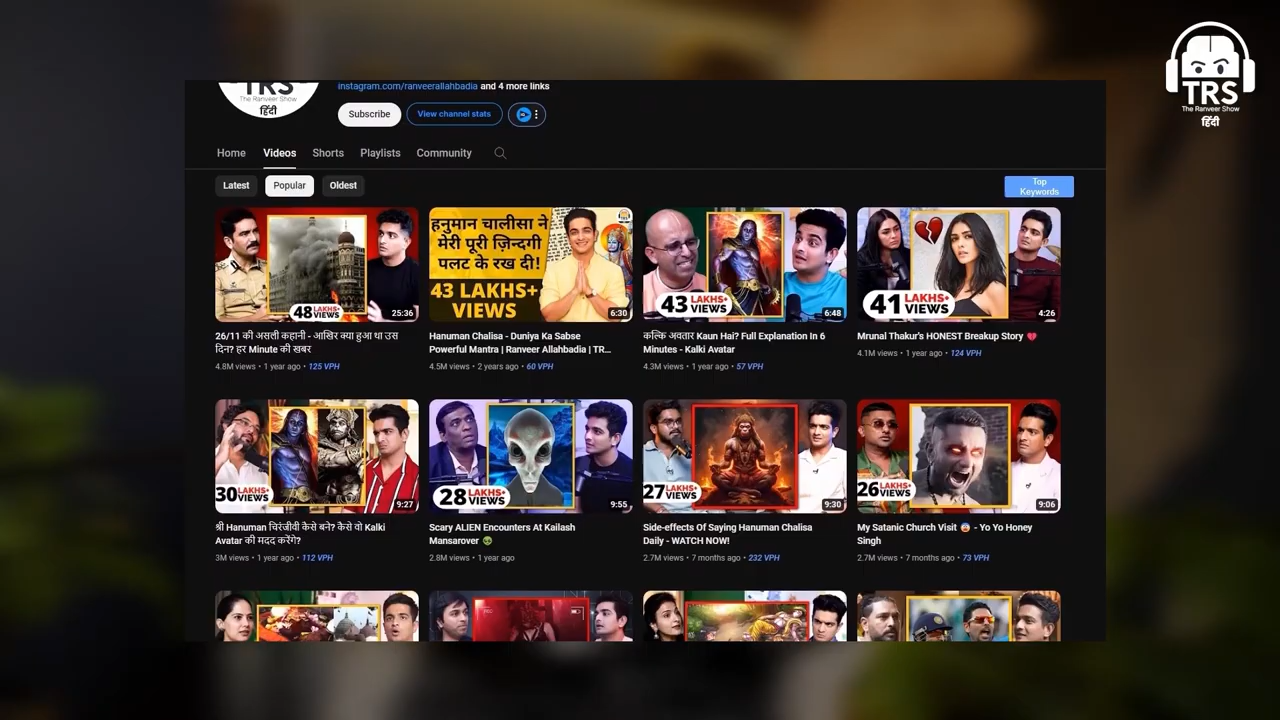 TRS
The Ranveer Show
हिंदी
instagram.com/ranveerallahbadia and 4 more links
Subscribe
View channel stats
TRS
The Ranveer Show
हिंदी
Home Videos Shorts Playlists Community
Latest Popular Oldest
Top Keywords
48 LAKHS+ VIEWS
25:36
हनुमान चालीसा ने
मेरी पूरी ज़िन्दगी
पलट के रख दी!
43 LAKHS+
VIEWS
6:30
43 LAKHS+ VIEWS
6:48
41 LAKHS+ VIEWS
4:26
26/11 की असली कहानी - आखिर क्या हुआ था उस
दिन? हर Minute की खबर
4.8M views • 1 year ago • 125 VPH
Hanuman Chalisa - Duniya Ka Sabse
Powerful Mantra | Ranveer Allahbadia | TR...
4.5M views • 2 years ago • 60 VPH
कल्कि अवतार Kaun Hai? Full Explanation In 6
Minutes - Kalki Avatar
4.3M views • 1 year ago • 57 VPH
Mrunal Thakur's HONEST Breakup Story 💔
4.1M views • 1 year ago • 124 VPH
30 LAKHS+ VIEWS
9:27
28 LAKHS+ VIEWS
9:55
27 LAKHS+ VIEWS
9:30
26 LAKHS+ VIEWS
9:06
श्री Hanuman चिरंजीवी कैसे बने? कैसे वो Kalki
Avatar की मदद करेंगे?
3M views • 1 year ago • 112 VPH
Scary ALIEN Encounters At Kailash
Mansarover 👽
2.8M views • 1 year ago
Side-effects Of Saying Hanuman Chalisa
Daily - WATCH NOW!
2.7M views • 7 months ago • 232 VPH
My Satanic Church Visit 😨 - Yo Yo Honey
Singh
2.7M views • 7 months ago • 73 VPH